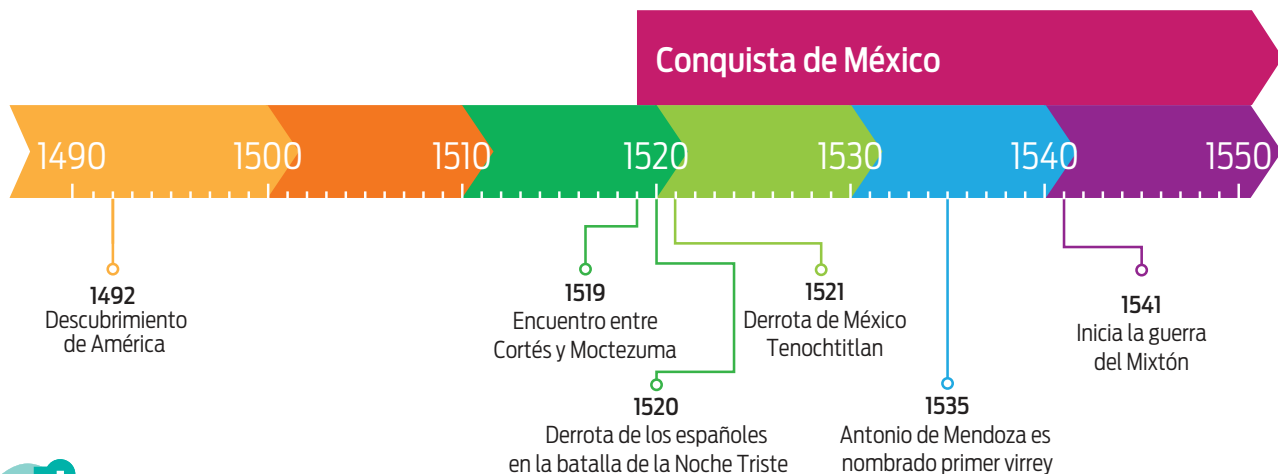 Conquista de México
1490 1500 1510 1520 1530 1540 1550
1492
Descubrimiento
de América
1519
Encuentro entre
Cortés y Moctezuma
1520
Derrota de los españoles
en la batalla de la Noche Triste
1521
Derrota de México
Tenochtitlan
1535
Antonio de Mendoza es
nombrado primer virrey
1541
Inicia la guerra
del Mixtón